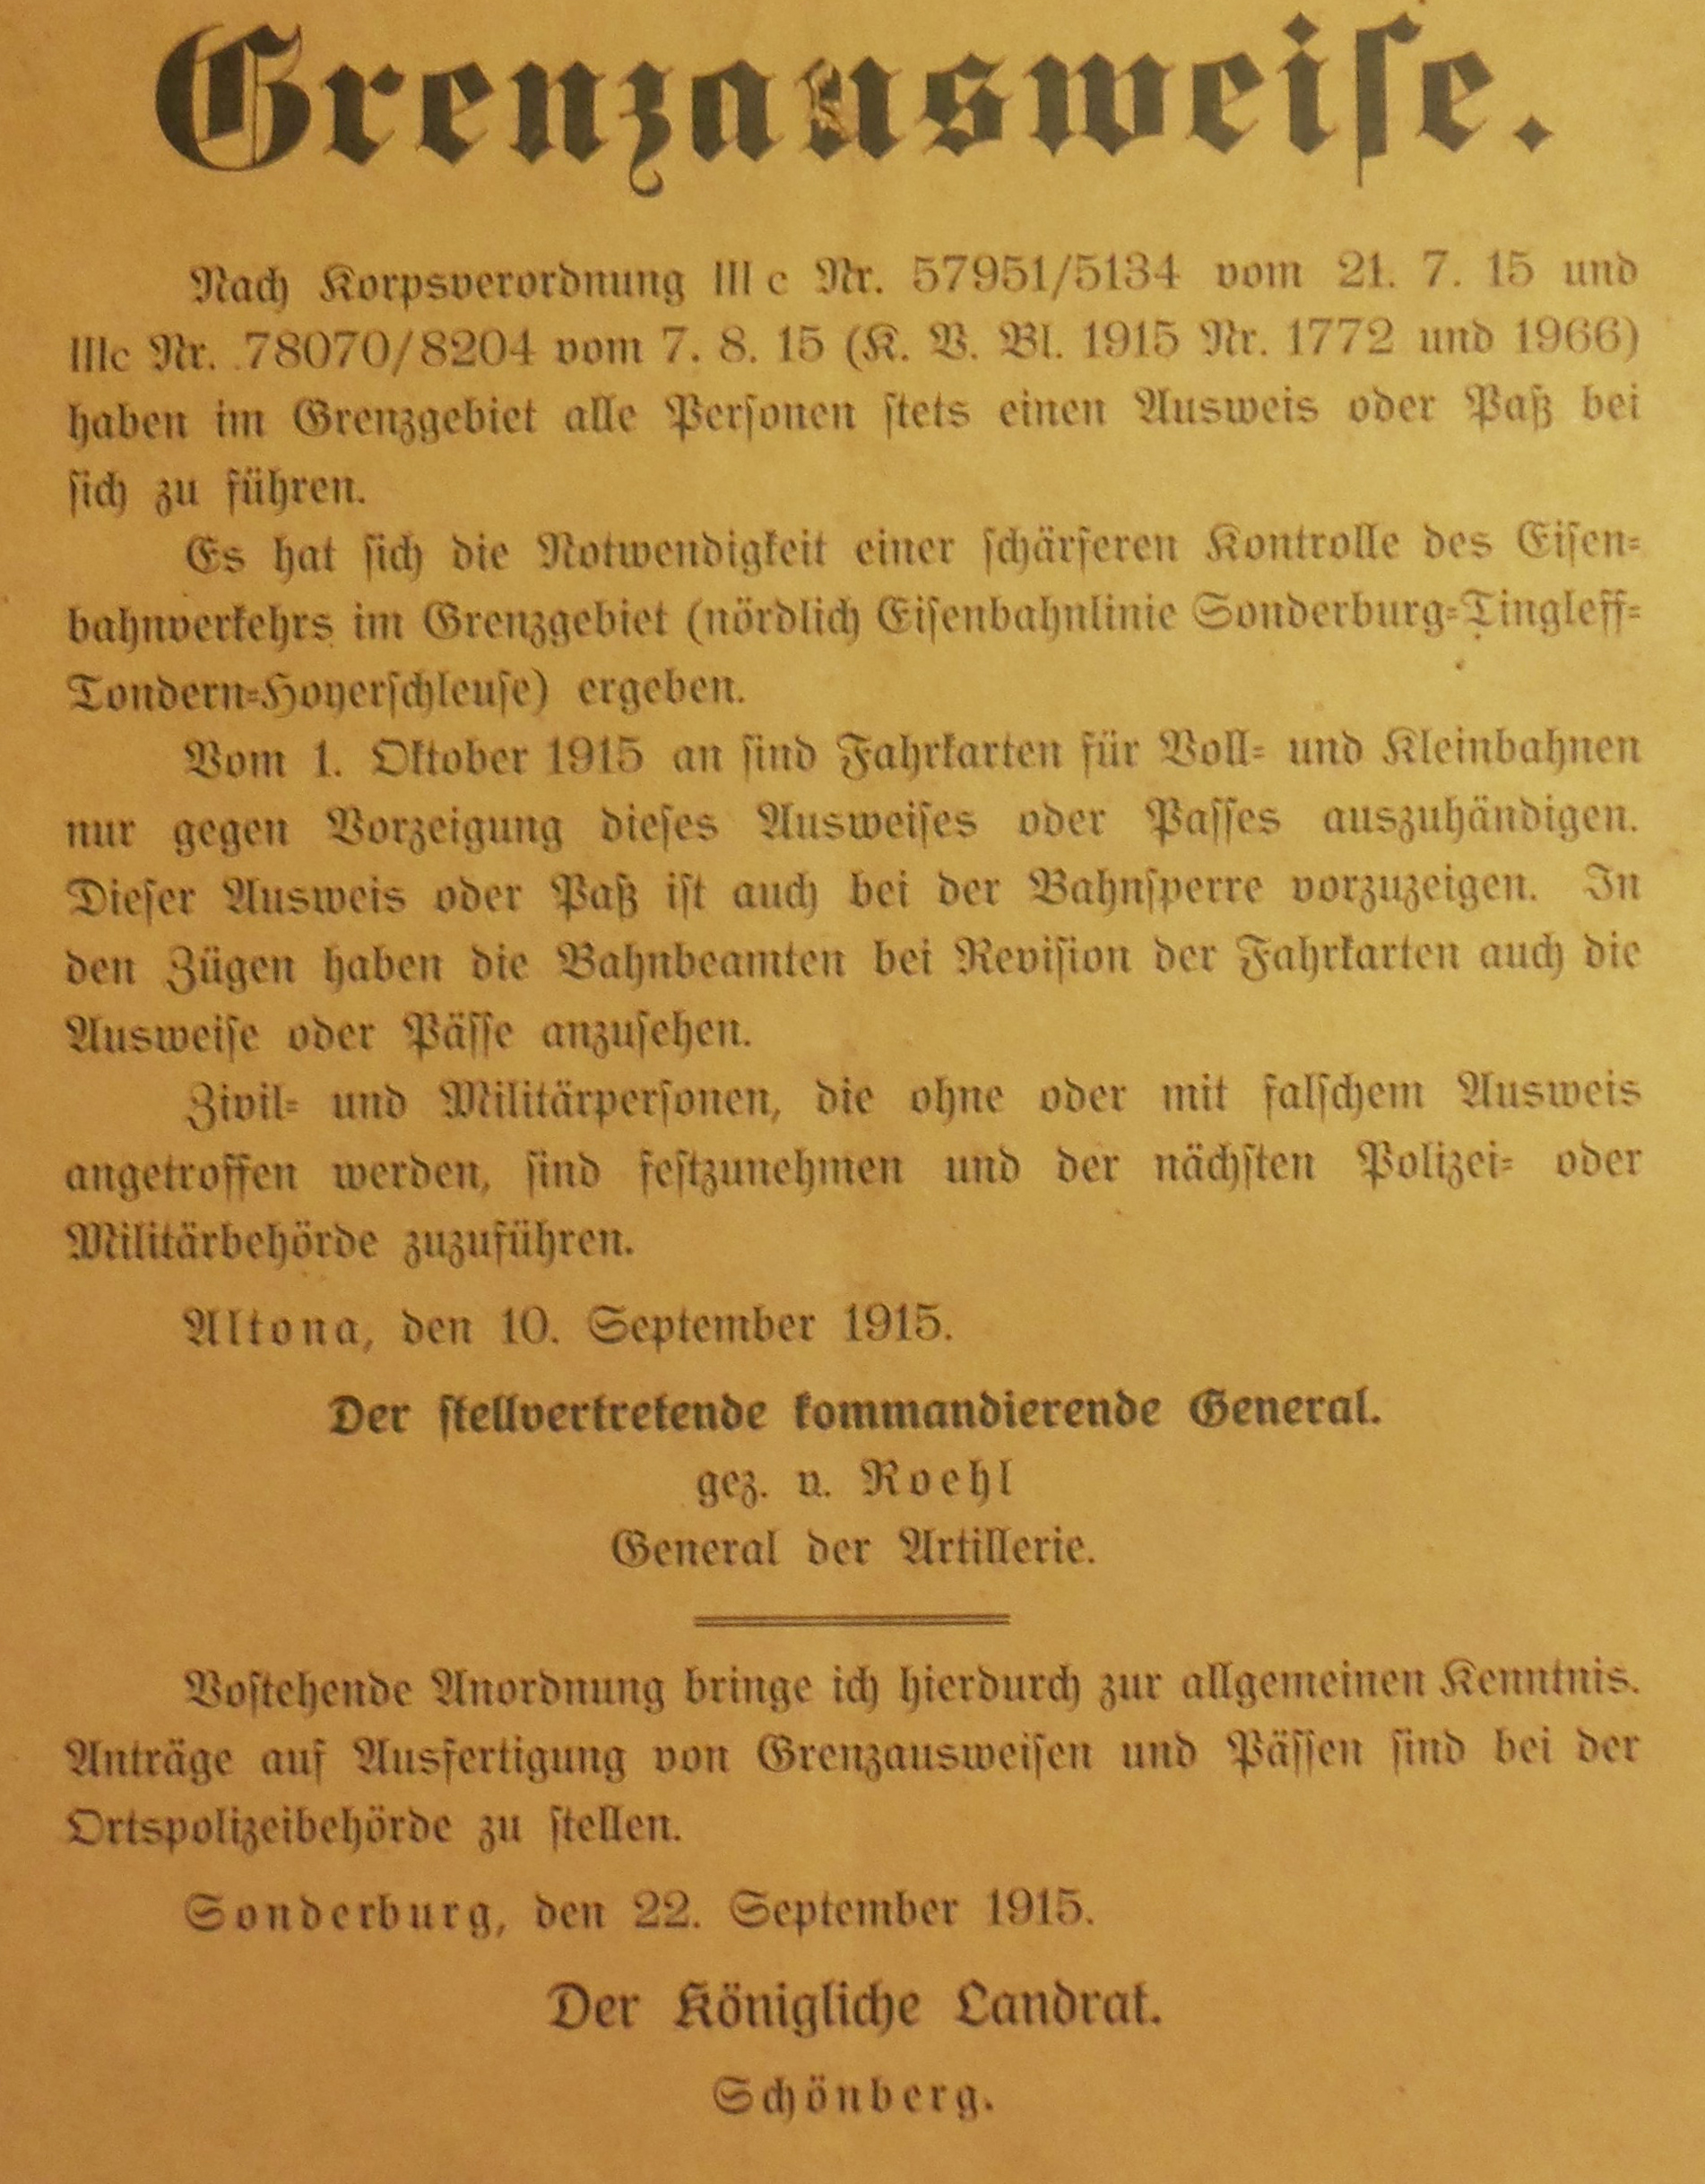 Grenzausweise.
Nach Korpsverordnung III c Nr. 57951/5134 vom 21. 7. 15 und
IIIc Nr. 78070/8204 vom 7. 8. 15 (K. V. Bl. 1915 Nr. 1772 und 1966)
haben im Grenzgebiet alle Personen stets einen Ausweis oder Paß bei
sich zu führen.
Es hat sich die Notwendigkeit einer schärferen Kontrolle des Eisen-
bahnverkehrs im Grenzgebiet (nördlich Eisenbahnlinie Sonderburg-Tingleff-
Tondern-Hoyerschleuse) ergeben.
Vom 1. Oktober 1915 an sind Fahrkarten für Voll- und Kleinbahnen
nur gegen Vorzeigung dieses Ausweises oder Passes auszuhändigen.
Dieser Ausweis oder Paß ist auch bei der Bahnsperre vorzuzeigen. In
den Zügen haben die Bahnbeamten bei Revision der Fahrkarten auch die
Ausweise oder Pässe anzusehen.
Zivil- und Militärpersonen, die ohne oder mit falschem Ausweis
angetroffen werden, sind festzunehmen und der nächsten Polizei- oder
Militärbehörde zuzuführen.
Altona, den 10. September 1915.
Der stellvertretende kommandierende General.
gez. v. Roehl
General der Artillerie.
Vostehende Anordnung bringe ich hierdurch zur allgemeinen Kenntnis.
Anträge auf Ausfertigung von Grenzausweisen und Pässen sind bei der
Ortspolizeibehörde zu stellen.
Sonderburg, den 22. September 1915.
Der Königliche Landrat.
Schönberg.